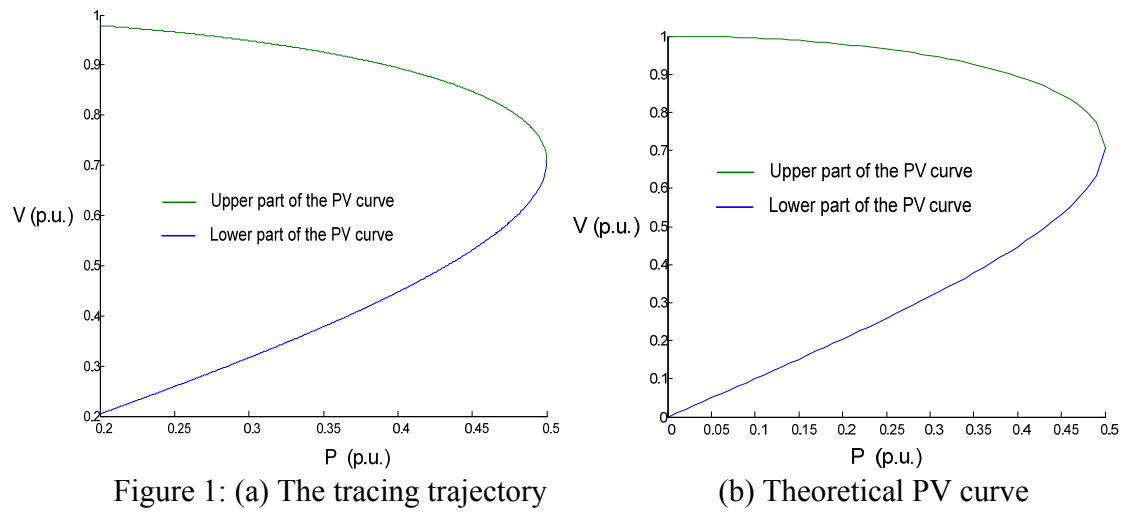 1
0.9
0.8
0.7
0.6
0.5
0.4
0.3
0.2
V (p.u.)
Upper part of the PV curve
Lower part of the PV curve
0.2 0.25 0.3 0.35 0.4 0.45 0.5
P (p.u.)
1
0.9
0.8
0.7
0.6
0.5
0.4
0.3
0.2
0.1
0
V (p.u.)
Upper part of the PV curve
Lower part of the PV curve
0 0.05 0.1 0.15 0.2 0.25 0.3 0.35 0.4 0.45 0.5
P (p.u.)
Figure 1: (a) The tracing trajectory (b) Theoretical PV curve